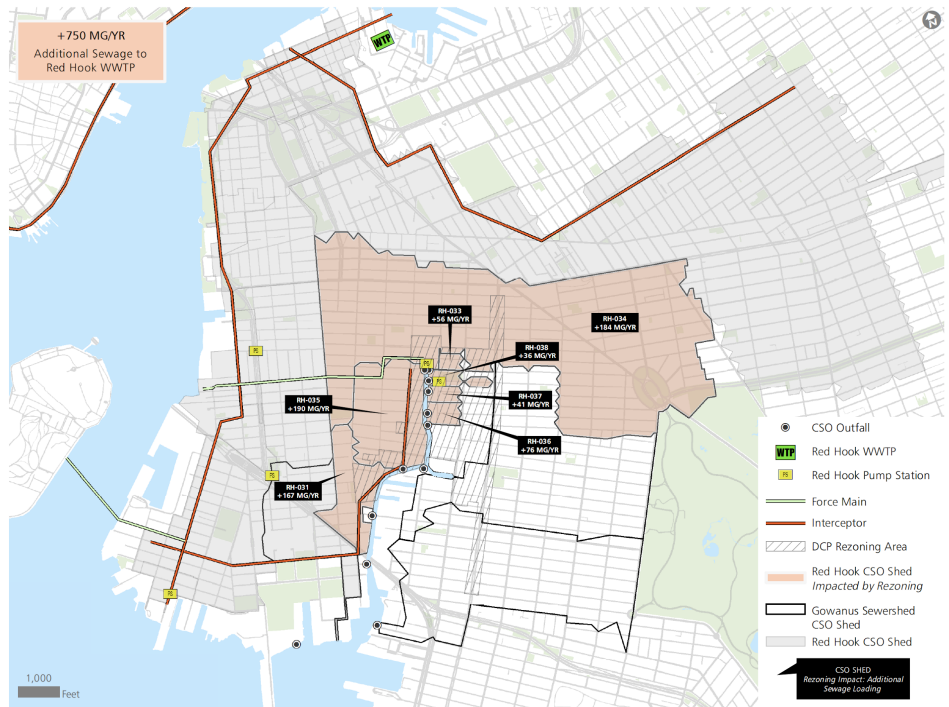 +750 MG/YR
Additional Sewage to
Red Hook WWTP
WTP
RH-033
+56 MG/YR
RH-034
+184 MG/YR
RH-038
+36 MG/YR
PS
PS
PS
RH-035
+190 MG/YR
RH-037
+41 MG/YR
RH-036
+76 MG/YR
PS
RH-031
+167 MG/YR
PS
CSO Outfall
WTP
Red Hook WWTP
PS
Red Hook Pump Station
Force Main
Interceptor
DCP Rezoning Area
Red Hook CSO Shed
Impacted by Rezoning
Gowanus Sewershed
CSO Shed
Red Hook CSO Shed
CSO SHED
Rezoning Impact: Additional
Sewage Loading
1,000
Feet